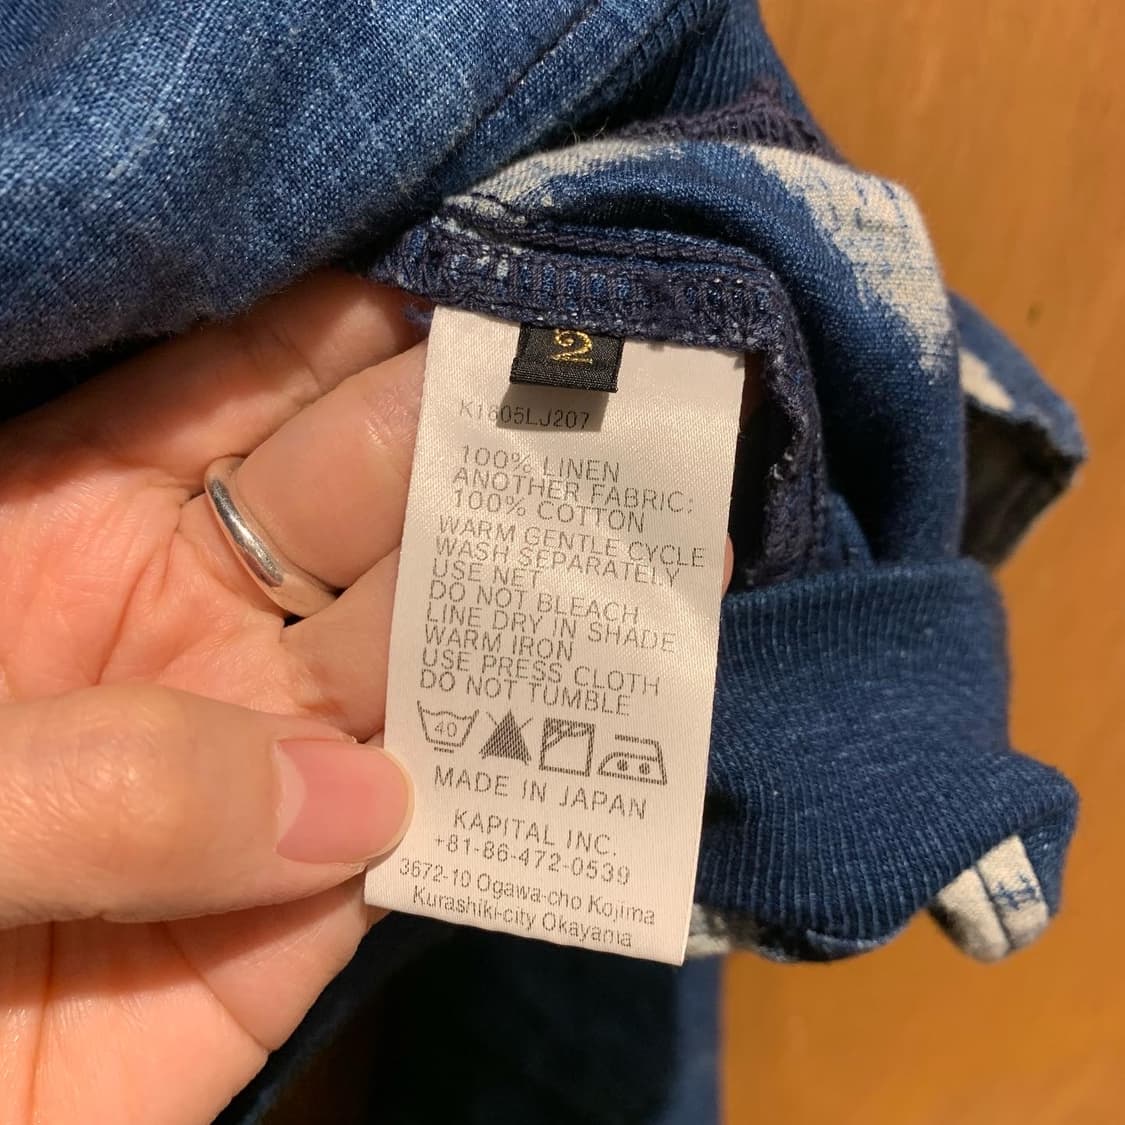 2
K1605LJ207
100% LINEN
ANOTHER FABRIC:
100% COTTON
WARM GENTLE CYCLE
WASH SEPARATELY
USE NET
DO NOT BLEACH
LINE DRY IN SHADE
WARM IRON
USE PRESS CLOTH
DO NOT TUMBLE
40
MADE IN JAPAN
KAPITAL INC.
+81-86-472-0539
3672-10 Ogawa-cho Kojima
Kurashiki-city Okayama